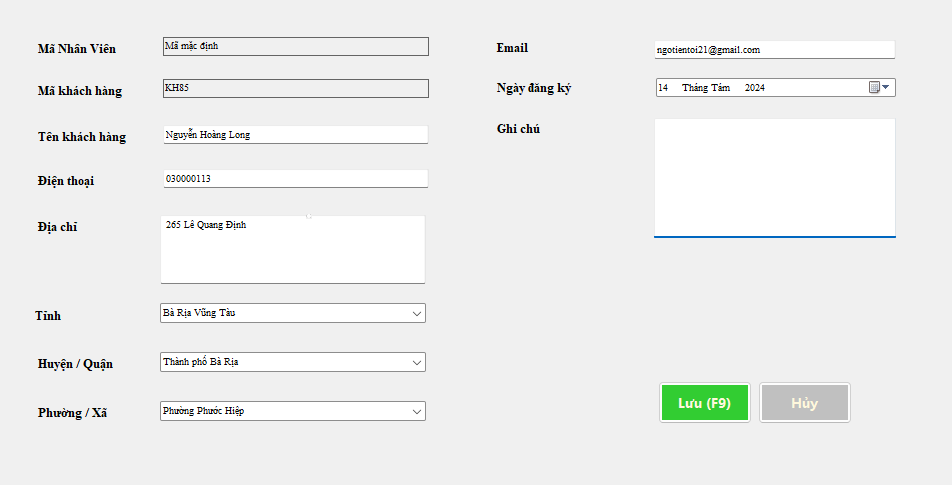 Mã Nhân Viên Mã mặc định
Mã khách hàng KH85
Tên khách hàng Nguyễn Hoàng Long
Điện thoại 030000113
Địa chỉ 265 Lê Quang Định
Tỉnh Bà Rịa Vũng Tàu
Huyện / Quận Thành phố Bà Rịa
Phường / Xã Phường Phước Hiệp
Email ngotientoi21@gmail.com
Ngày đăng ký 14 Tháng Tám 2024
Ghi chú
Lưu (F9) Hủy